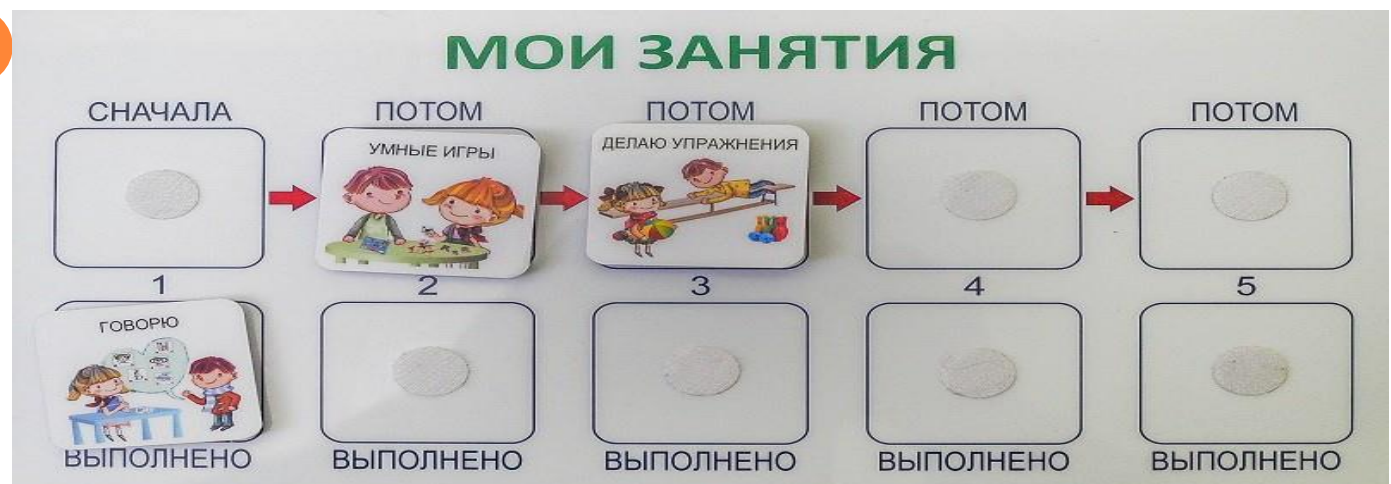 МОИ ЗАНЯТИЯ
СНАЧАЛА ПОТОМ ПОТОМ ПОТОМ ПОТОМ
УМНЫЕ ИГРЫ
ДЕЛАЮ УПРАЖНЕНИЯ
1 2 3 4 5
ГОВОРЮ
ВЫПОЛНЕНО ВЫПОЛНЕНО ВЫПОЛНЕНО ВЫПОЛНЕНО ВЫПОЛНЕНО